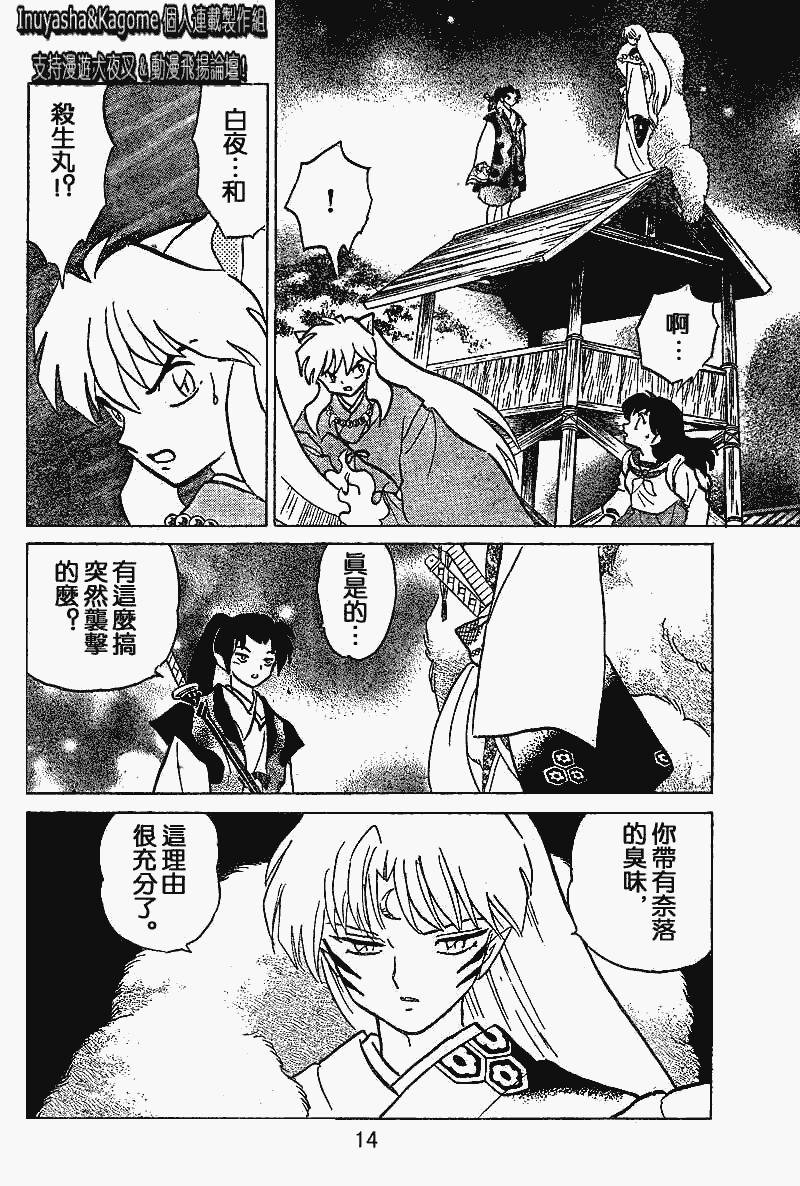 Inuyasha&Kagome 個人連載製作組
支持漫遊犬夜叉 & 動漫飛揚論壇!
!
啊…
白夜…和
殺生丸!?
真是的…
有這麼搞
突然襲擊
的麼?
你帶有奈落
的臭味,
這理由
很充分了。
14